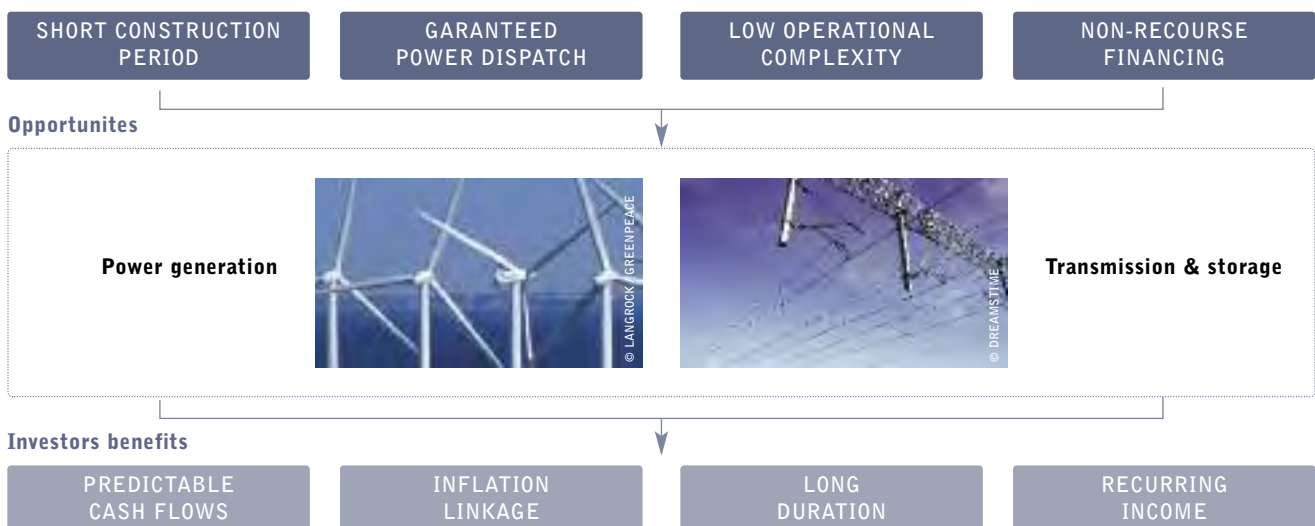 SHORT CONSTRUCTION
PERIOD
GARANTEED
POWER DISPATCH
LOW OPERATIONAL
COMPLEXITY
NON-RECOURSE
FINANCING
Opportunites
Power generation
© LANGROCK / GREENPEACE
© DREAMSTIME
Transmission & storage
Investors benefits
PREDICTABLE
CASH FLOWS
INFLATION
LINKAGE
LONG
DURATION
RECURRING
INCOME